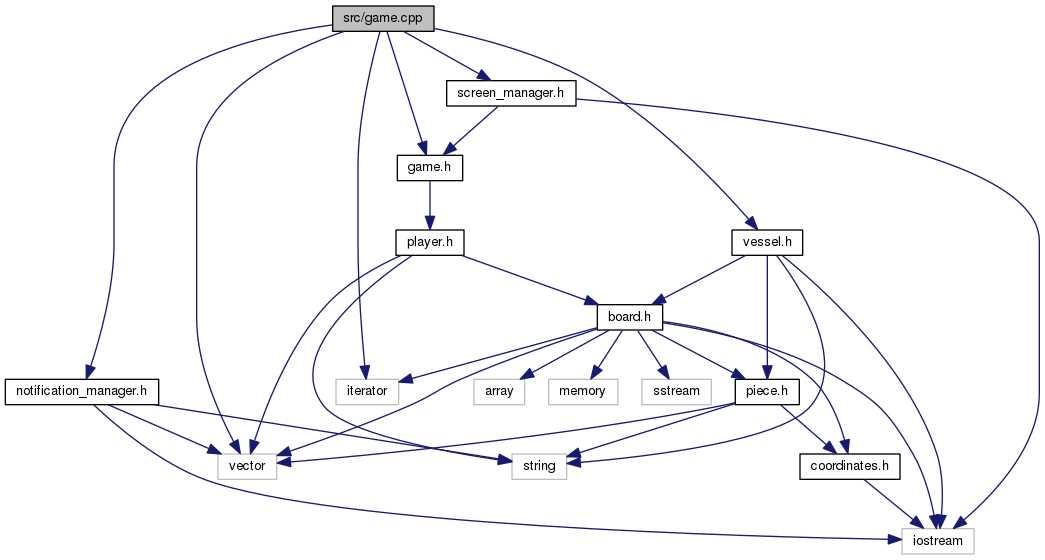 src/game.cpp
screen_manager.h
game.h
player.h
vessel.h
board.h
notification_manager.h
iterator
array
memory
sstream
piece.h
vector
string
coordinates.h
iostream